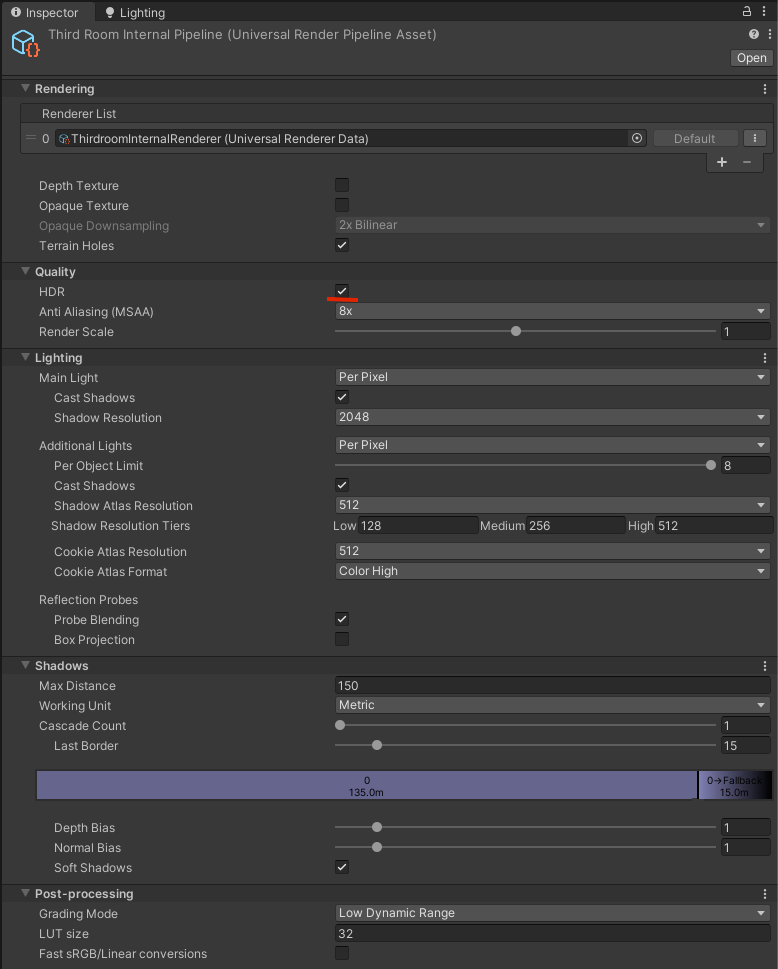 Inspector Lighting
Third Room Internal Pipeline (Universal Render Pipeline Asset)
Open
Rendering
Renderer List
0 ThirdroomInternalRenderer (Universal Renderer Data) Default
+ −
Depth Texture
Opaque Texture
Opaque Downsampling 2x Bilinear
Terrain Holes
Quality
HDR
Anti Aliasing (MSAA) 8x
Render Scale 1
Lighting
Main Light Per Pixel
Cast Shadows
Shadow Resolution 2048
Additional Lights Per Pixel
Per Object Limit 8
Cast Shadows
Shadow Atlas Resolution 512
Shadow Resolution Tiers Low 128 Medium 256 High 512
Cookie Atlas Resolution 512
Cookie Atlas Format Color High
Reflection Probes
Probe Blending
Box Projection
Shadows
Max Distance 150
Working Unit Metric
Cascade Count 1
Last Border 15
0 0→Fallback
135.0m 15.0m
Depth Bias 1
Normal Bias 1
Soft Shadows
Post-processing
Grading Mode Low Dynamic Range
LUT size 32
Fast sRGB/Linear conversions